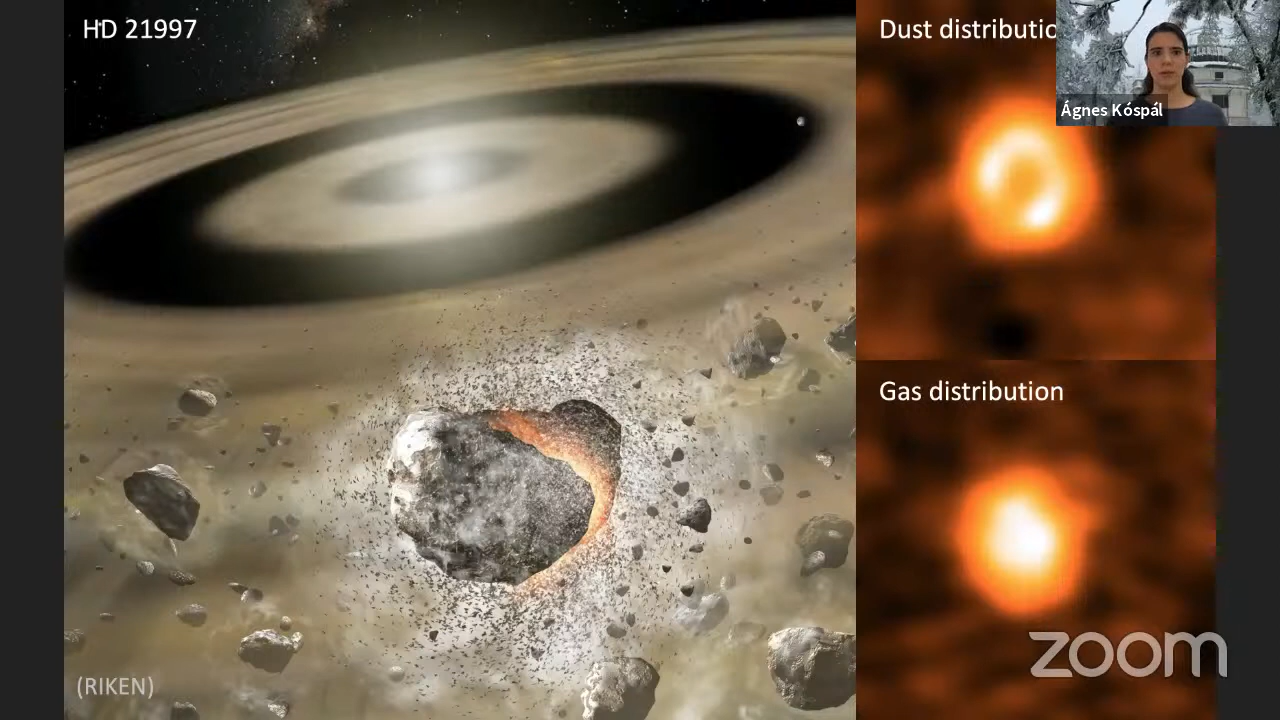 HD 21997
Dust distributio
Ágnes Kóspál
Gas distribution
(RIKEN)
zoom